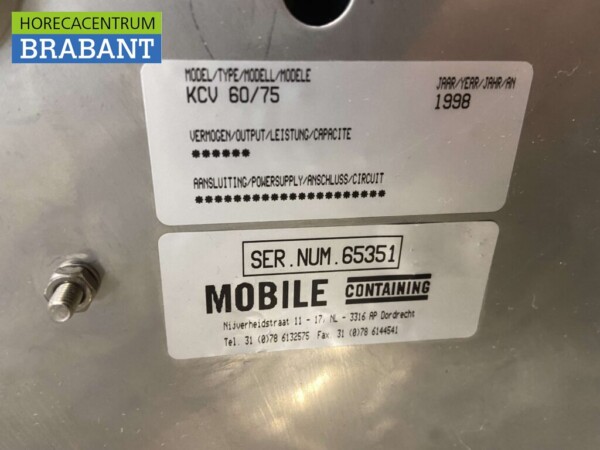 HORECACENTRUM
BRABANT
MODEL/TYPE/MODELL/MODELE
KCV 60/75
JAAR/YEAR/JAHR/AN
1998
VERMOGEN/OUTPUT/LEISTUNG/CAPACITE
******
AANSLUITING/POWERSUPPLY/ANSCHLUSS/CIRCUIT
********************
SER.NUM.65351
MOBILE CONTAINING
Nijverheidstraat 11 - 17, NL - 3316 AP Dordrecht
Tel. 31 (0)78 6132575 Fax. 31 (0)78 6144541